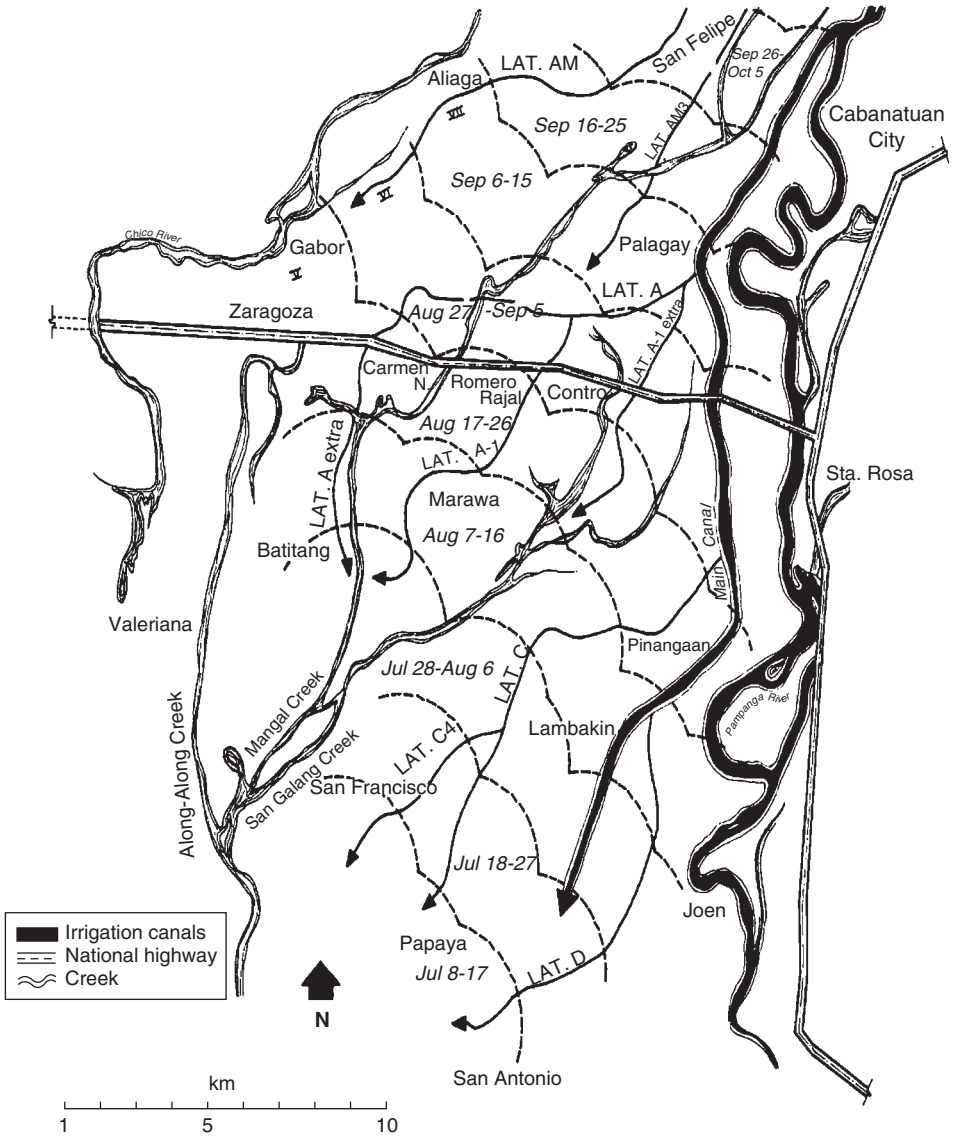 San Felipe
Sep 26-
Oct 5
LAT. AM
Aliaga
VII
Cabanatuan
City
Sep 16-25
LAT. AM3
Sep 6-15
VI
Chico River
Gabor
V
Palagay
LAT. A
Zaragoza
Aug 27 -Sep 5
LAT. A-1 extra
Carmen
N.
Romero
Rajal
Contro
Aug 17-26
LAT. A extra
LAT. A-1
Sta. Rosa
Marawa
Aug 7-16
Main Canal
Batitang
Valeriana
Pinangaan
Jul 28-Aug 6
LAT. C
Mangal Creek
Pampanga River
Lambakin
Along-Along Creek
San Galang Creek
LAT. C4
San Francisco
Jul 18-27
Joen
Irrigation canals
National highway
Creek
Papaya
Jul 8-17
LAT. D
N
San Antonio
km
1 5 10